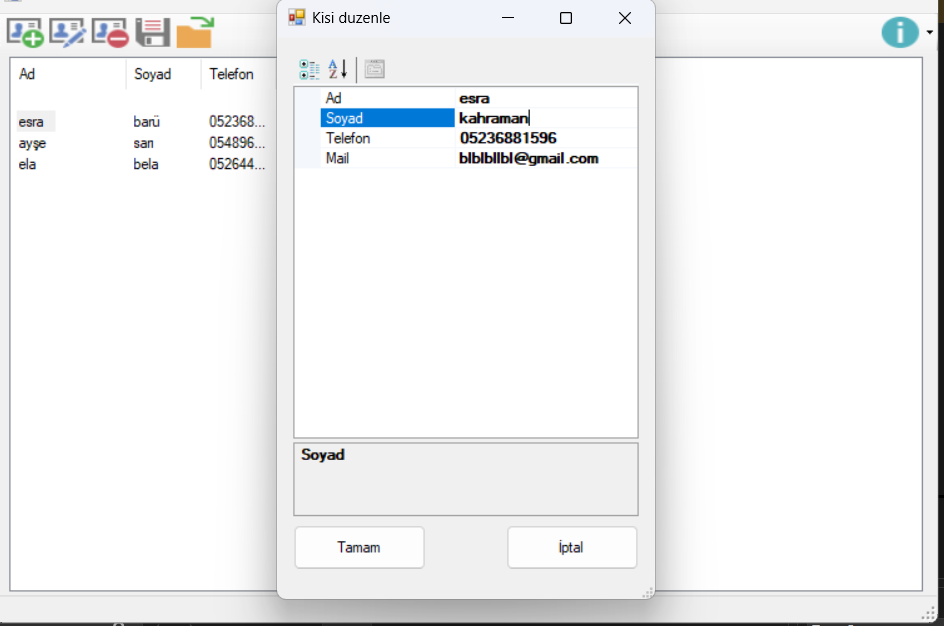 Kisi duzenle
Ad Soyad Telefon
esra barü 052368...
ayşe sarı 054896...
ela bela 052644...
Ad esra
Soyad kahraman
Telefon 05236881596
Mail blblbllbl@gmail.com
Soyad
Tamam İptal